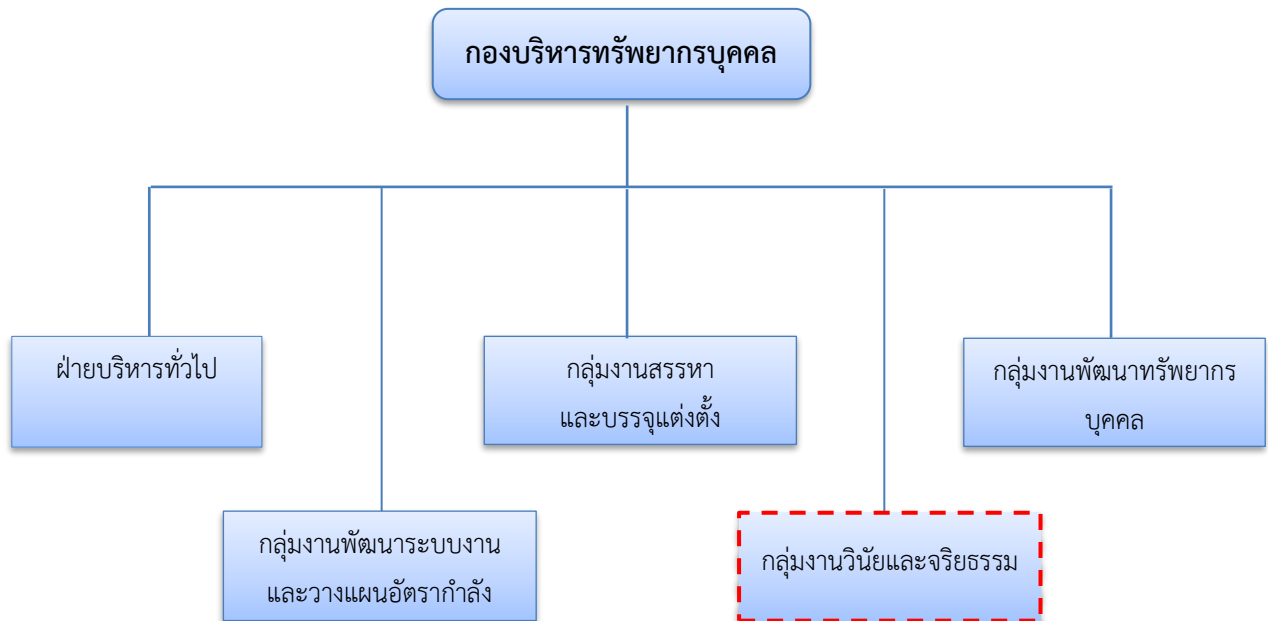 กองบริหารทรัพยากรบุคคล
ฝ่ายบริหารทั่วไป
กลุ่มงานสรรหา
และบรรจุแต่งตั้ง
กลุ่มงานพัฒนาทรัพยากร
บุคคล
กลุ่มงานพัฒนาระบบงาน
และวางแผนอัตรากำลัง
กลุ่มงานวินัยและจริยธรรม